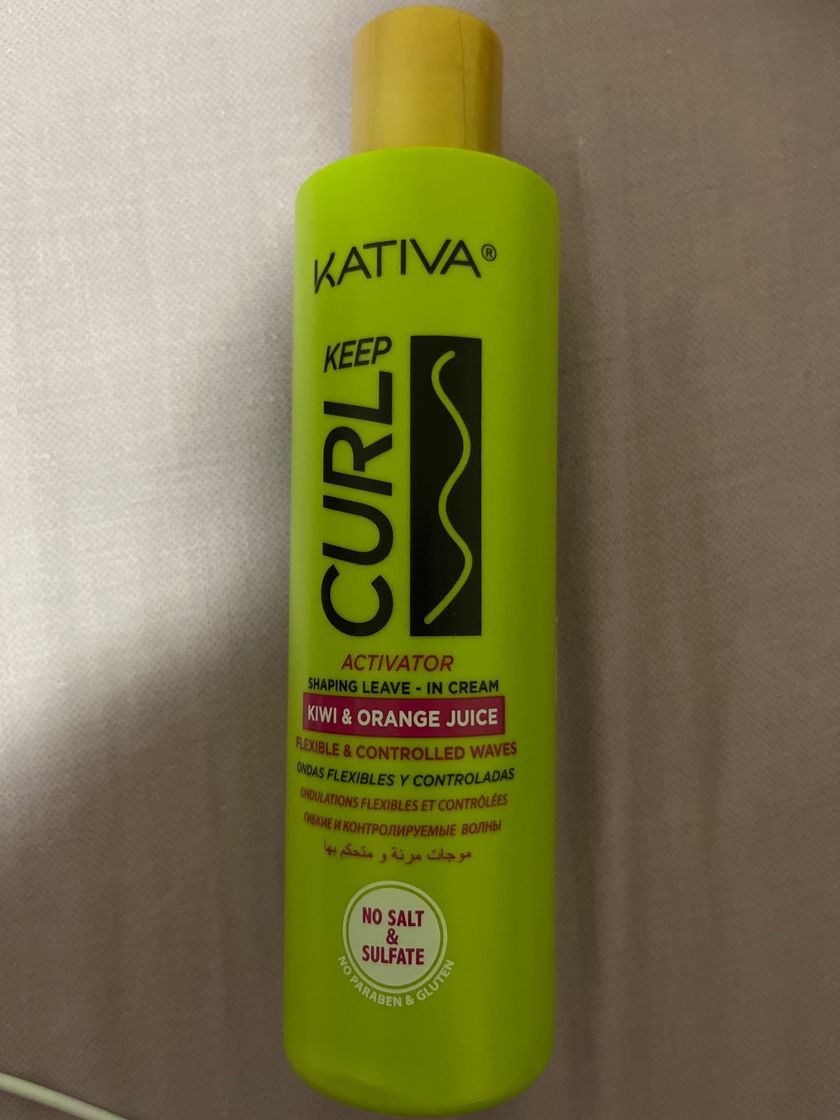 KATIVA®
KEEP
CURL
ACTIVATOR
SHAPING LEAVE - IN CREAM
KIWI & ORANGE JUICE
FLEXIBLE & CONTROLLED WAVES
ONDAS FLEXIBLES Y CONTROLADAS
ONDULATIONS FLEXIBLES ET CONTRÔLÉES
ГИБКИЕ И КОНТРОЛИРУЕМЫЕ ВОЛНЫ
موجات مرنة و متحكم بها
NO SALT
&
SULFATE
NO PARABEN & GLUTEN